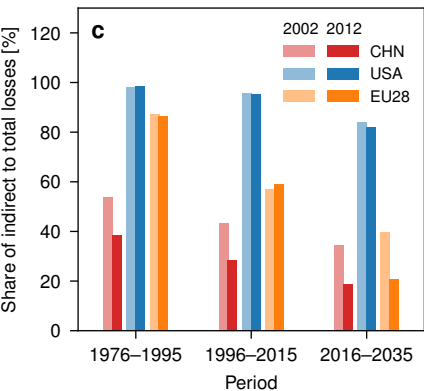 c
2002 2012
CHN
USA
EU28
Share of indirect to total losses [%]
120
100
80
60
40
20
0
1976–1995 1996–2015 2016–2035
Period